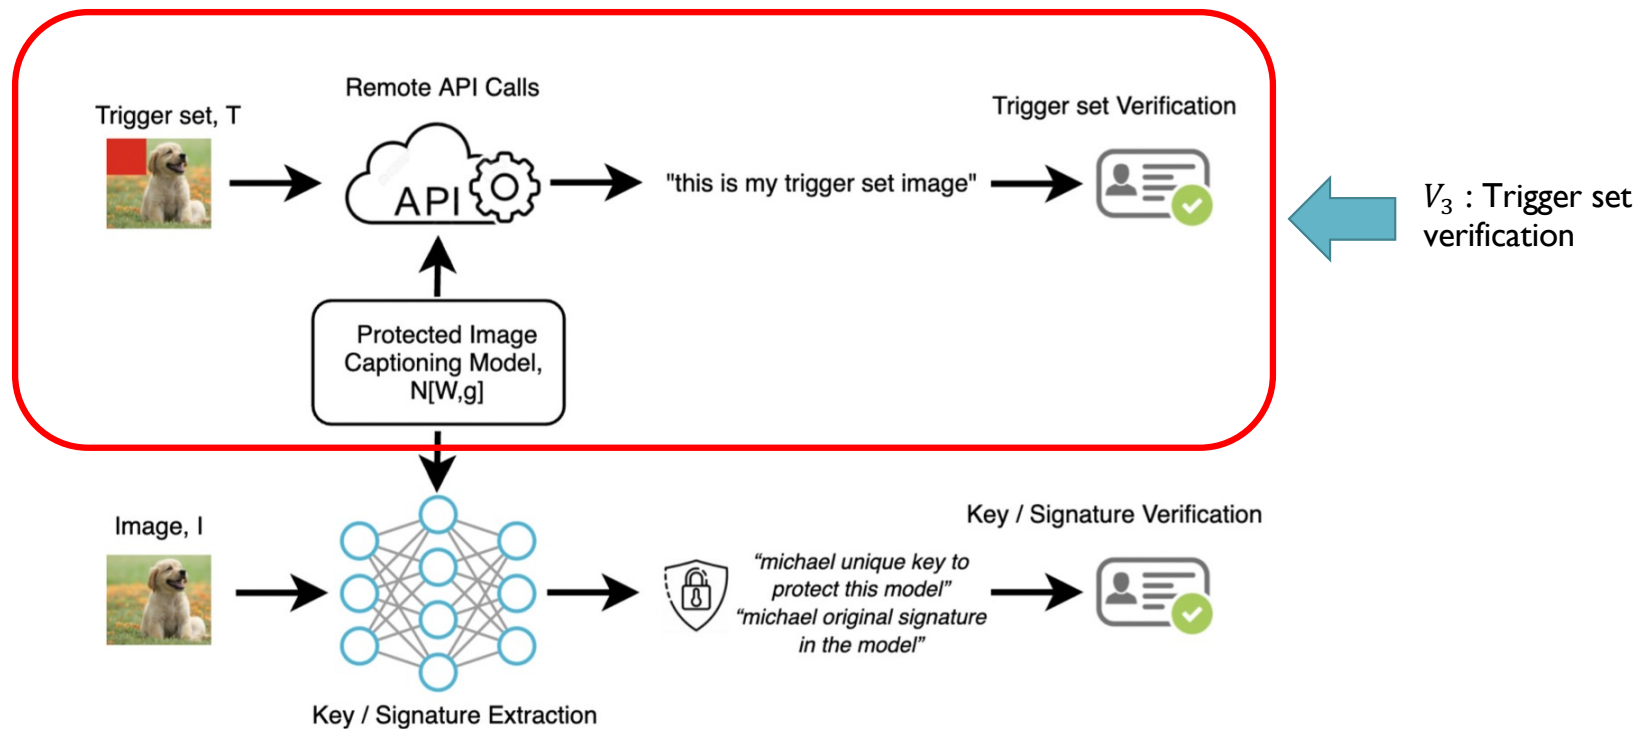 Remote API Calls
Trigger set, T
Trigger set Verification
API
"this is my trigger set image"
V₃ : Trigger set
verification
Protected Image
Captioning Model,
N[W,g]
Image, I
Key / Signature Verification
“michael unique key to
protect this model”
“michael original signature
in the model”
Key / Signature Extraction